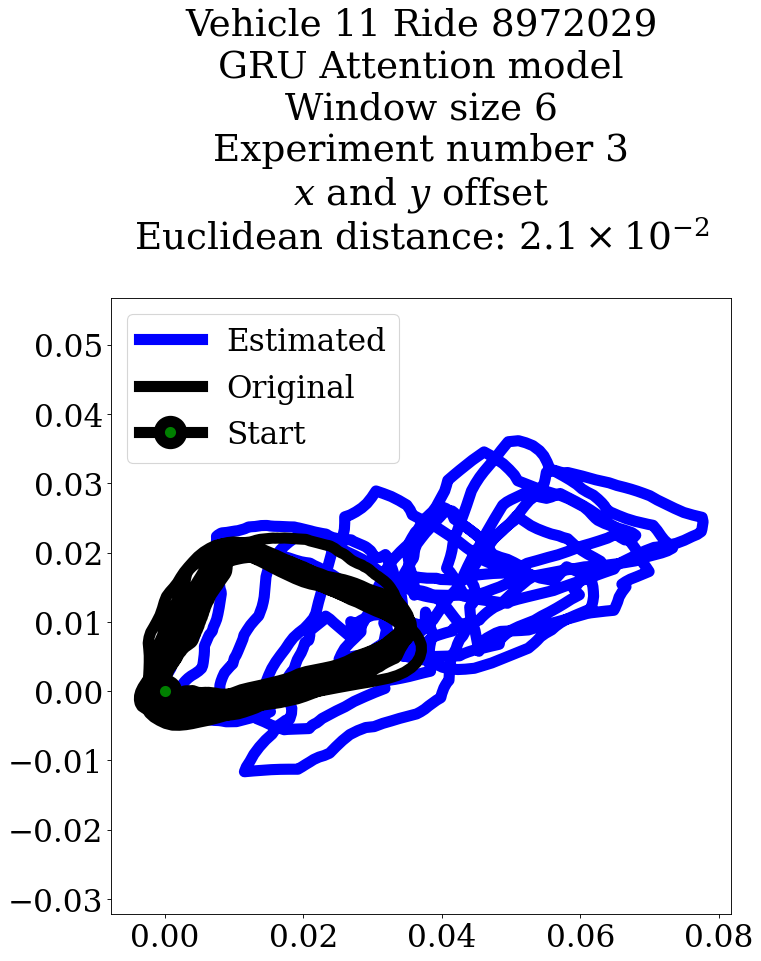 Vehicle 11 Ride 8972029
GRU Attention model
Window size 6
Experiment number 3
x and y offset
Euclidean distance: 2.1 × 10⁻²
Estimated
Original
Start
0.05
0.04
0.03
0.02
0.01
0.00
−0.01
−0.02
−0.03
0.00 0.02 0.04 0.06 0.08